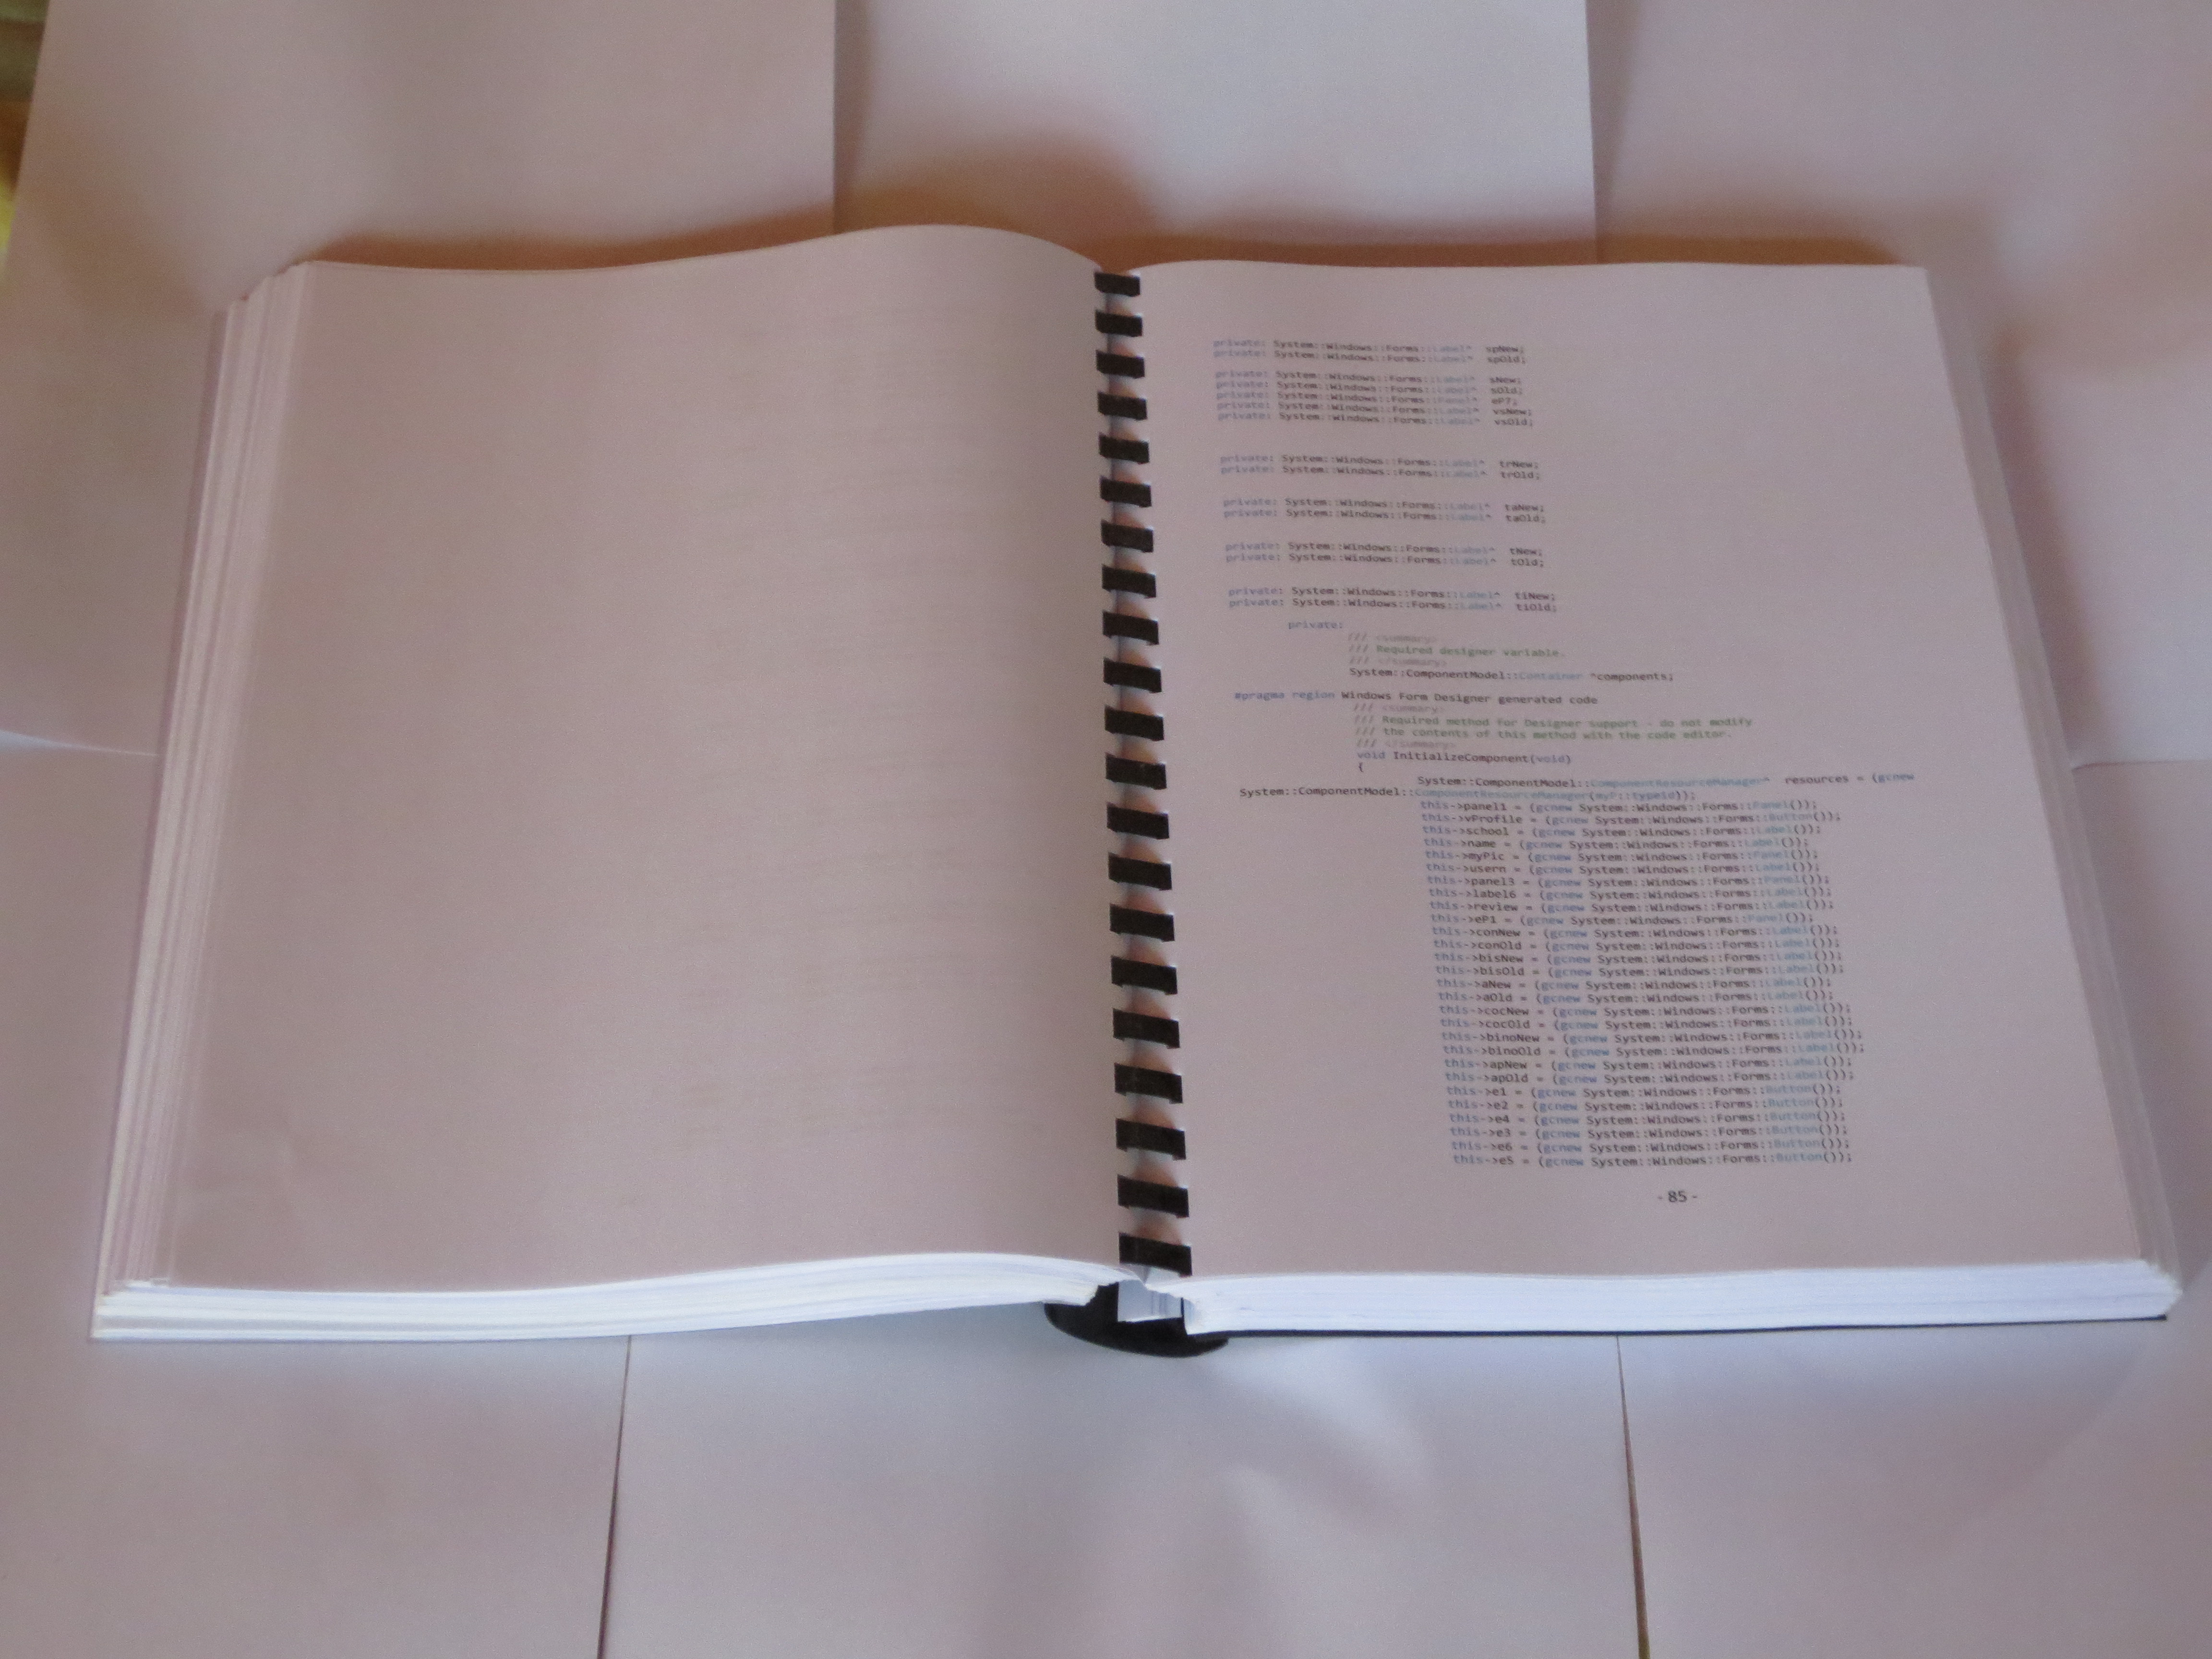 private: System::Windows::Forms::Label^  spNew;
private: System::Windows::Forms::Label^  spOld;
private: System::Windows::Forms::Label^  sNew;
private: System::Windows::Forms::Label^  sOld;
private: System::Windows::Forms::Panel^  eP7;
private: System::Windows::Forms::Label^  vsNew;
private: System::Windows::Forms::Label^  vsOld;
private: System::Windows::Forms::Label^  trNew;
private: System::Windows::Forms::Label^  trOld;
private: System::Windows::Forms::Label^  taNew;
private: System::Windows::Forms::Label^  taOld;
private: System::Windows::Forms::Label^  tNew;
private: System::Windows::Forms::Label^  tOld;
private: System::Windows::Forms::Label^  tiNew;
private: System::Windows::Forms::Label^  tiOld;
private:
/// <summary>
/// Required designer variable.
/// </summary>
System::ComponentModel::Container ^components;
#pragma region Windows Form Designer generated code
/// <summary>
/// Required method for Designer support - do not modify
/// the contents of this method with the code editor.
/// </summary>
void InitializeComponent(void)
{
System::ComponentModel::ComponentResourceManager^  resources = (gcnew
System::ComponentModel::ComponentResourceManager(myP::typeid));
this->panel1 = (gcnew System::Windows::Forms::Panel());
this->vProfile = (gcnew System::Windows::Forms::Button());
this->school = (gcnew System::Windows::Forms::Label());
this->name = (gcnew System::Windows::Forms::Label());
this->myPic = (gcnew System::Windows::Forms::Panel());
this->usern = (gcnew System::Windows::Forms::Label());
this->panel3 = (gcnew System::Windows::Forms::Panel());
this->label6 = (gcnew System::Windows::Forms::Label());
this->review = (gcnew System::Windows::Forms::Label());
this->eP1 = (gcnew System::Windows::Forms::Panel());
this->conNew = (gcnew System::Windows::Forms::Label());
this->conOld = (gcnew System::Windows::Forms::Label());
this->bisNew = (gcnew System::Windows::Forms::Label());
this->bisOld = (gcnew System::Windows::Forms::Label());
this->aNew = (gcnew System::Windows::Forms::Label());
this->aOld = (gcnew System::Windows::Forms::Label());
this->cocNew = (gcnew System::Windows::Forms::Label());
this->cocOld = (gcnew System::Windows::Forms::Label());
this->binoNew = (gcnew System::Windows::Forms::Label());
this->binoOld = (gcnew System::Windows::Forms::Label());
this->apNew = (gcnew System::Windows::Forms::Label());
this->apOld = (gcnew System::Windows::Forms::Label());
this->e1 = (gcnew System::Windows::Forms::Button());
this->e2 = (gcnew System::Windows::Forms::Button());
this->e4 = (gcnew System::Windows::Forms::Button());
this->e3 = (gcnew System::Windows::Forms::Button());
this->e6 = (gcnew System::Windows::Forms::Button());
this->e5 = (gcnew System::Windows::Forms::Button());
- 85 -